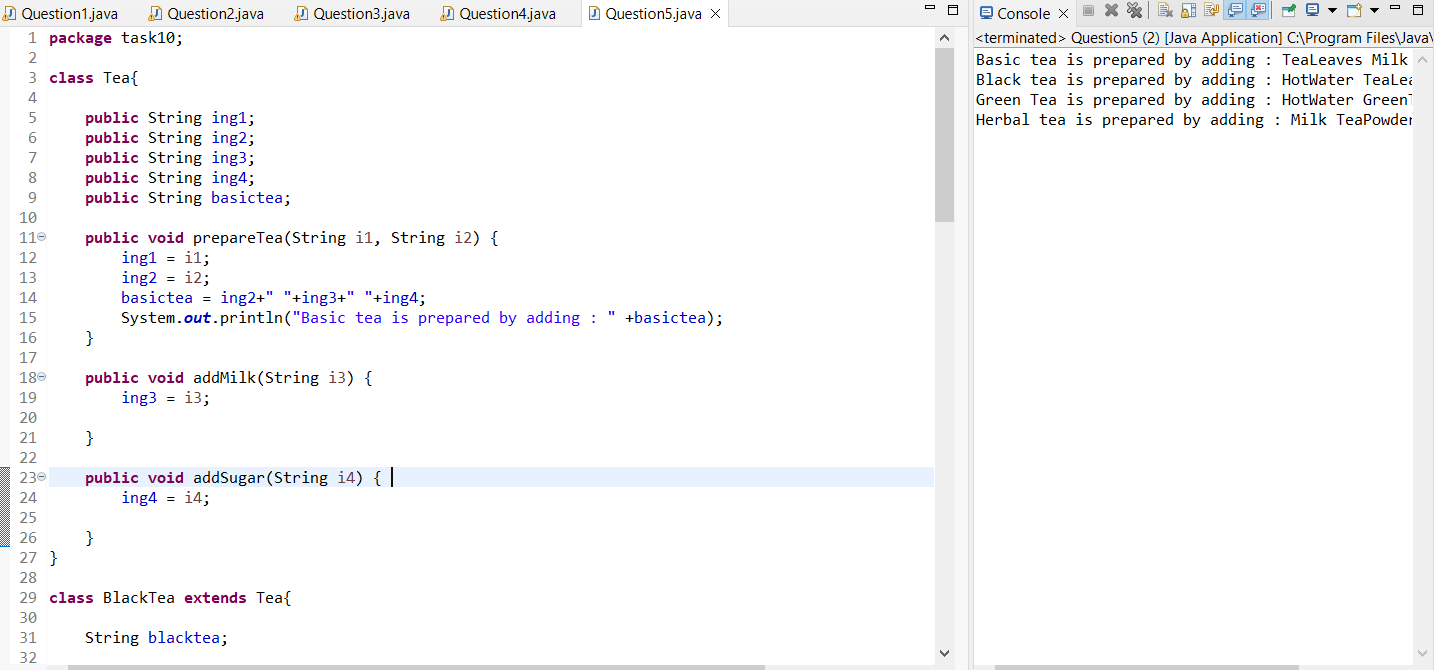 Question1.java Question2.java Question3.java Question4.java Question5.java
1 package task10;
2
3 class Tea{
4
5 public String ing1;
6 public String ing2;
7 public String ing3;
8 public String ing4;
9 public String basictea;
10
11 public void prepareTea(String i1, String i2) {
12 ing1 = i1;
13 ing2 = i2;
14 basictea = ing2+" "+ing3+" "+ing4;
15 System.out.println("Basic tea is prepared by adding : " +basictea);
16 }
17
18 public void addMilk(String i3) {
19 ing3 = i3;
20
21 }
22
23 public void addSugar(String i4) {
24 ing4 = i4;
25
26 }
27 }
28
29 class BlackTea extends Tea{
30
31 String blacktea;
32
Console
<terminated> Question5 (2) [Java Application] C:\Program Files\Java\
Basic tea is prepared by adding : TeaLeaves Milk
Black tea is prepared by adding : HotWater TeaLea
Green Tea is prepared by adding : HotWater Green
Herbal tea is prepared by adding : Milk TeaPowder